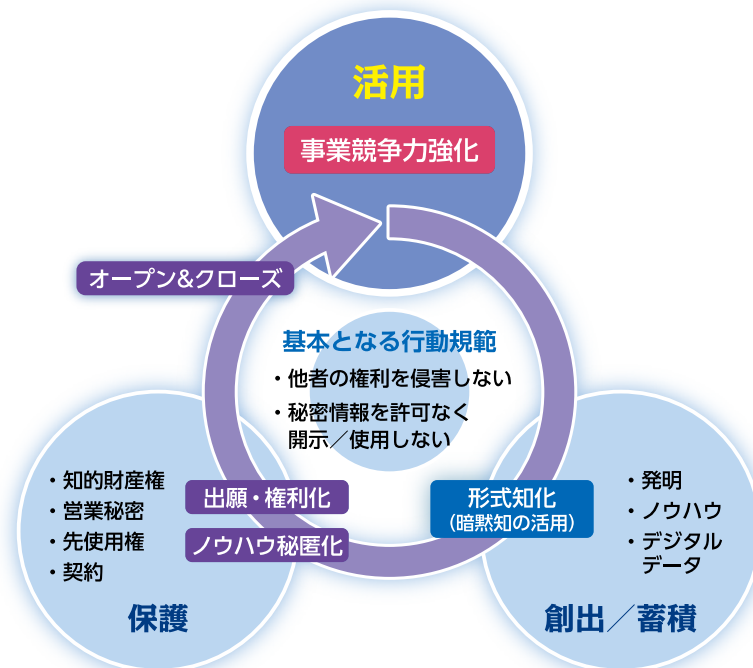 活用
事業競争力強化
オープン&クローズ
基本となる行動規範
・他者の権利を侵害しない
・秘密情報を許可なく
開示／使用しない
・知的財産権
・営業秘密
・先使用権
・契約
出願・権利化
ノウハウ秘匿化
保護
形式知化
（暗黙知の活用）
・発明
・ノウハウ
・デジタル
データ
創出／蓄積